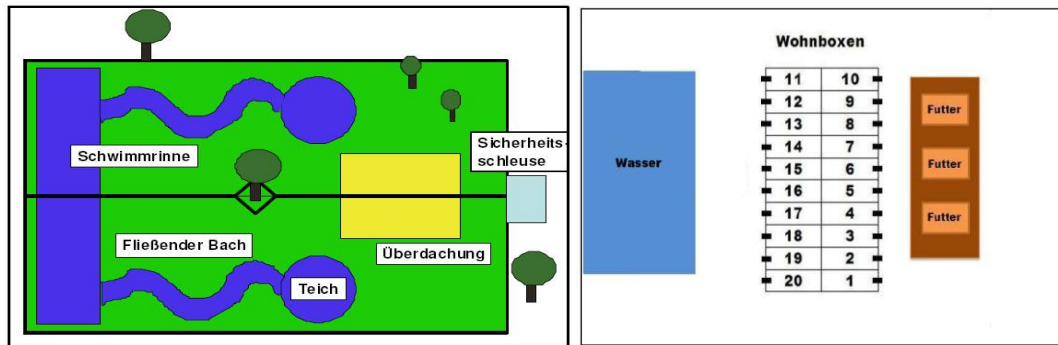 Schwimmrinne
Sicherheits-
schleuse
Fließender Bach
Überdachung
Teich
Wohnboxen
11 10
12 9
13 8
14 7
15 6
16 5
17 4
18 3
19 2
20 1
Wasser
Futter
Futter
Futter